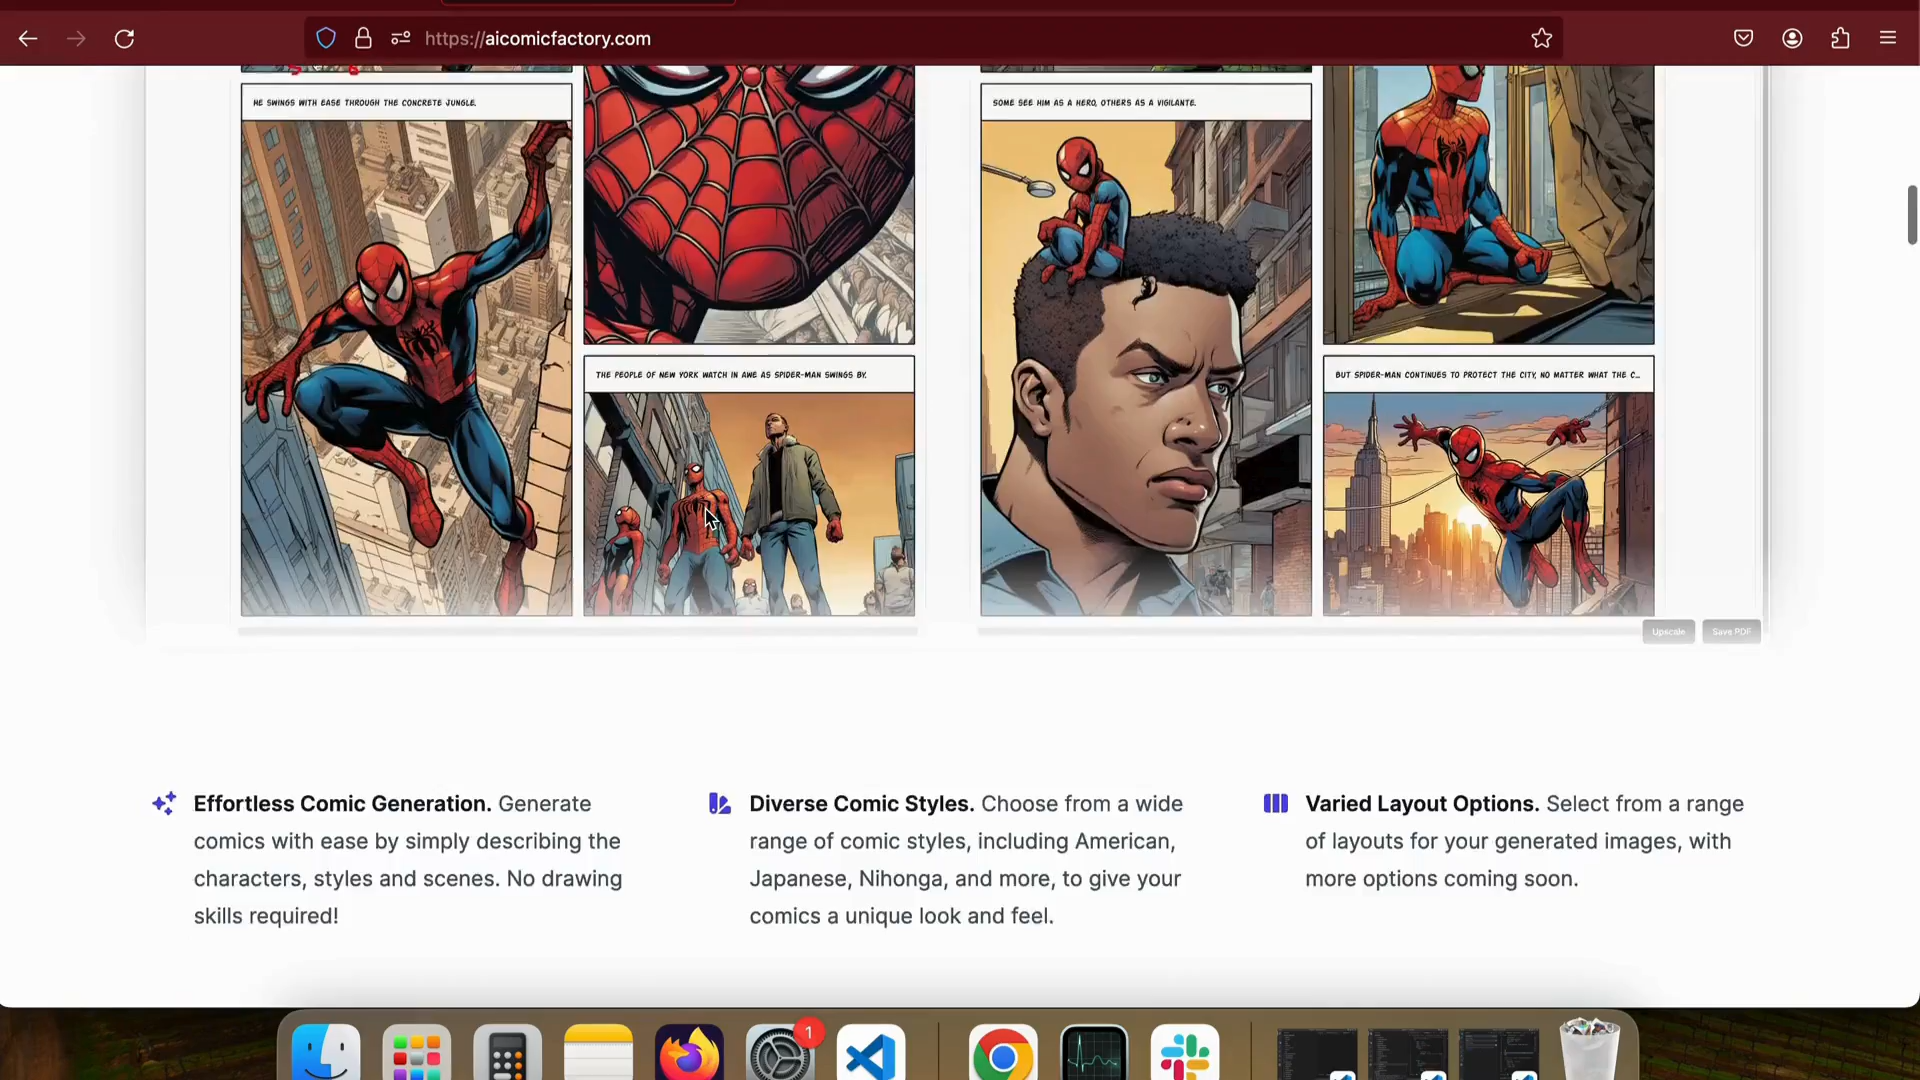 https://aicomicfactory.com
HE SWINGS WITH EASE THROUGH THE CONCRETE JUNGLE.
THE PEOPLE OF NEW YORK WATCH IN AWE AS SPIDER-MAN SWINGS BY.
SOME SEE HIM AS A HERO, OTHERS AS A VIGILANTE.
BUT SPIDER-MAN CONTINUES TO PROTECT THE CITY, NO MATTER WHAT THE C...
Upscale
Save PDF
Effortless Comic Generation. Generate
comics with ease by simply describing the
characters, styles and scenes. No drawing
skills required!
Diverse Comic Styles. Choose from a wide
range of comic styles, including American,
Japanese, Nihonga, and more, to give your
comics a unique look and feel.
Varied Layout Options. Select from a range
of layouts for your generated images, with
more options coming soon.
1